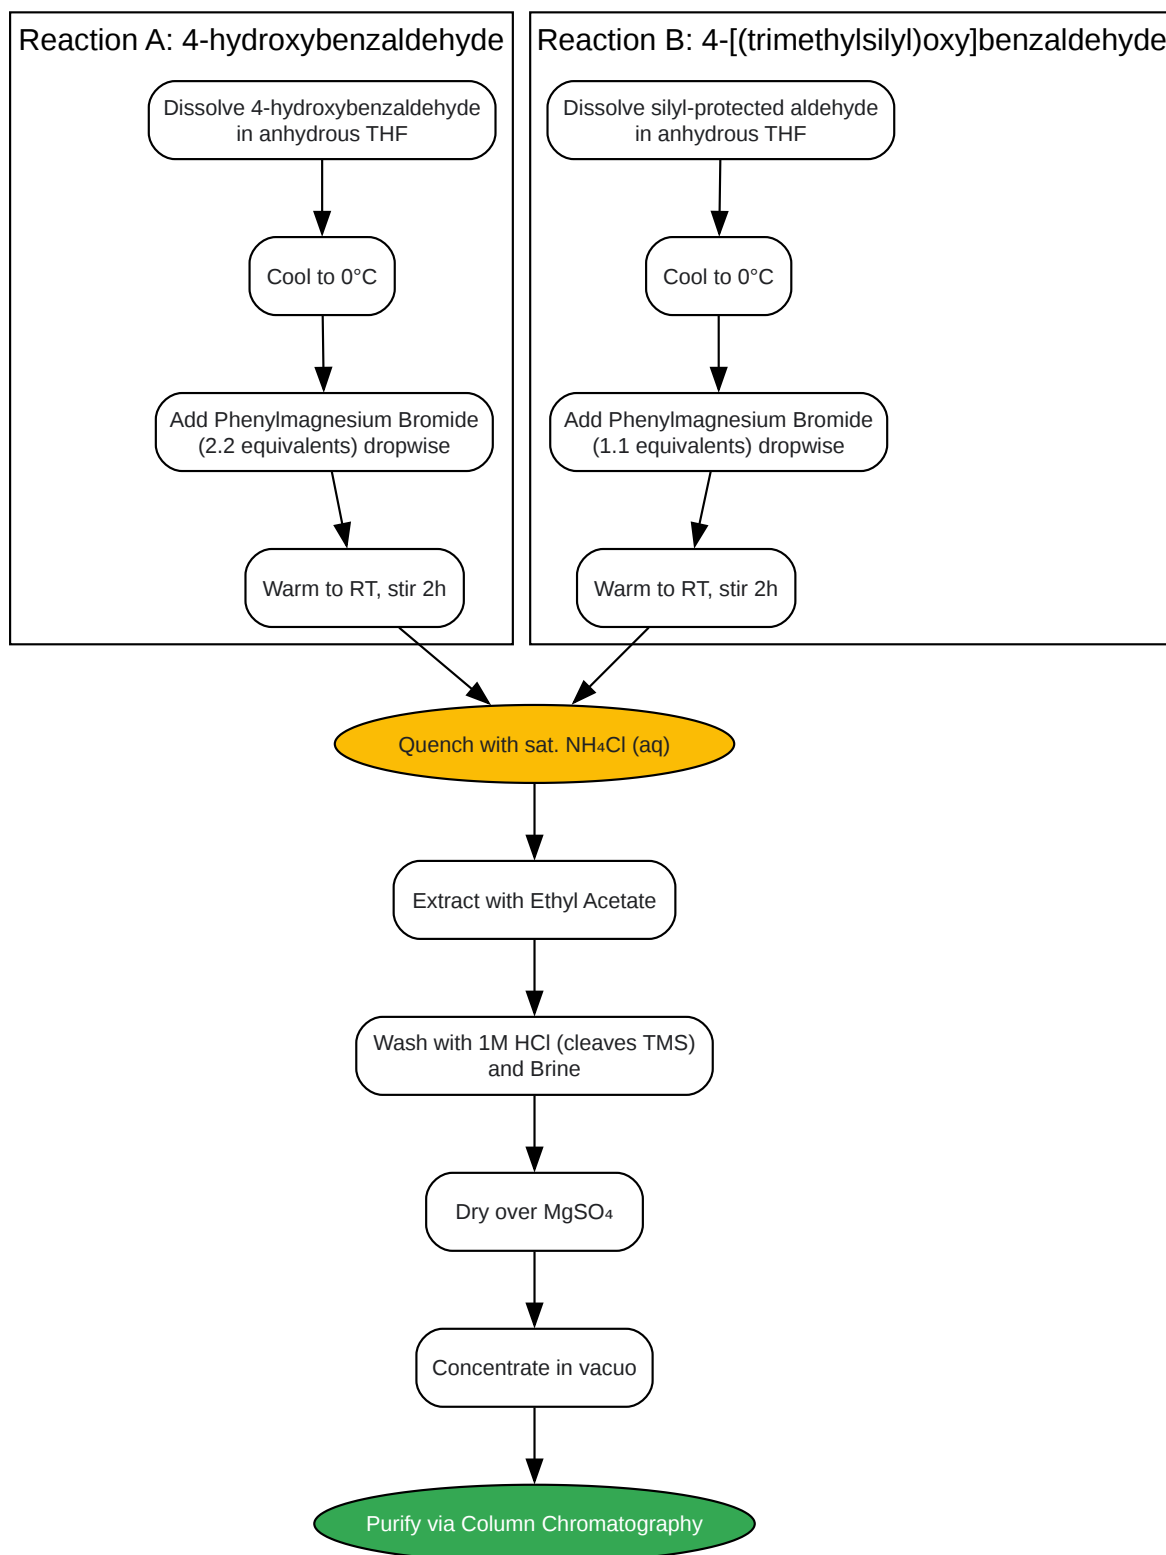 Reaction A: 4-hydroxybenzaldehyde
Dissolve 4-hydroxybenzaldehyde
in anhydrous THF
Cool to 0°C
Add Phenylmagnesium Bromide
(2.2 equivalents) dropwise
Warm to RT, stir 2h
Reaction B: 4-[(trimethylsilyl)oxy]benzaldehyde
Dissolve silyl-protected aldehyde
in anhydrous THF
Cool to 0°C
Add Phenylmagnesium Bromide
(1.1 equivalents) dropwise
Warm to RT, stir 2h
Quench with sat. NH₄Cl (aq)
Extract with Ethyl Acetate
Wash with 1M HCl (cleaves TMS)
and Brine
Dry over MgSO₄
Concentrate in vacuo
Purify via Column Chromatography